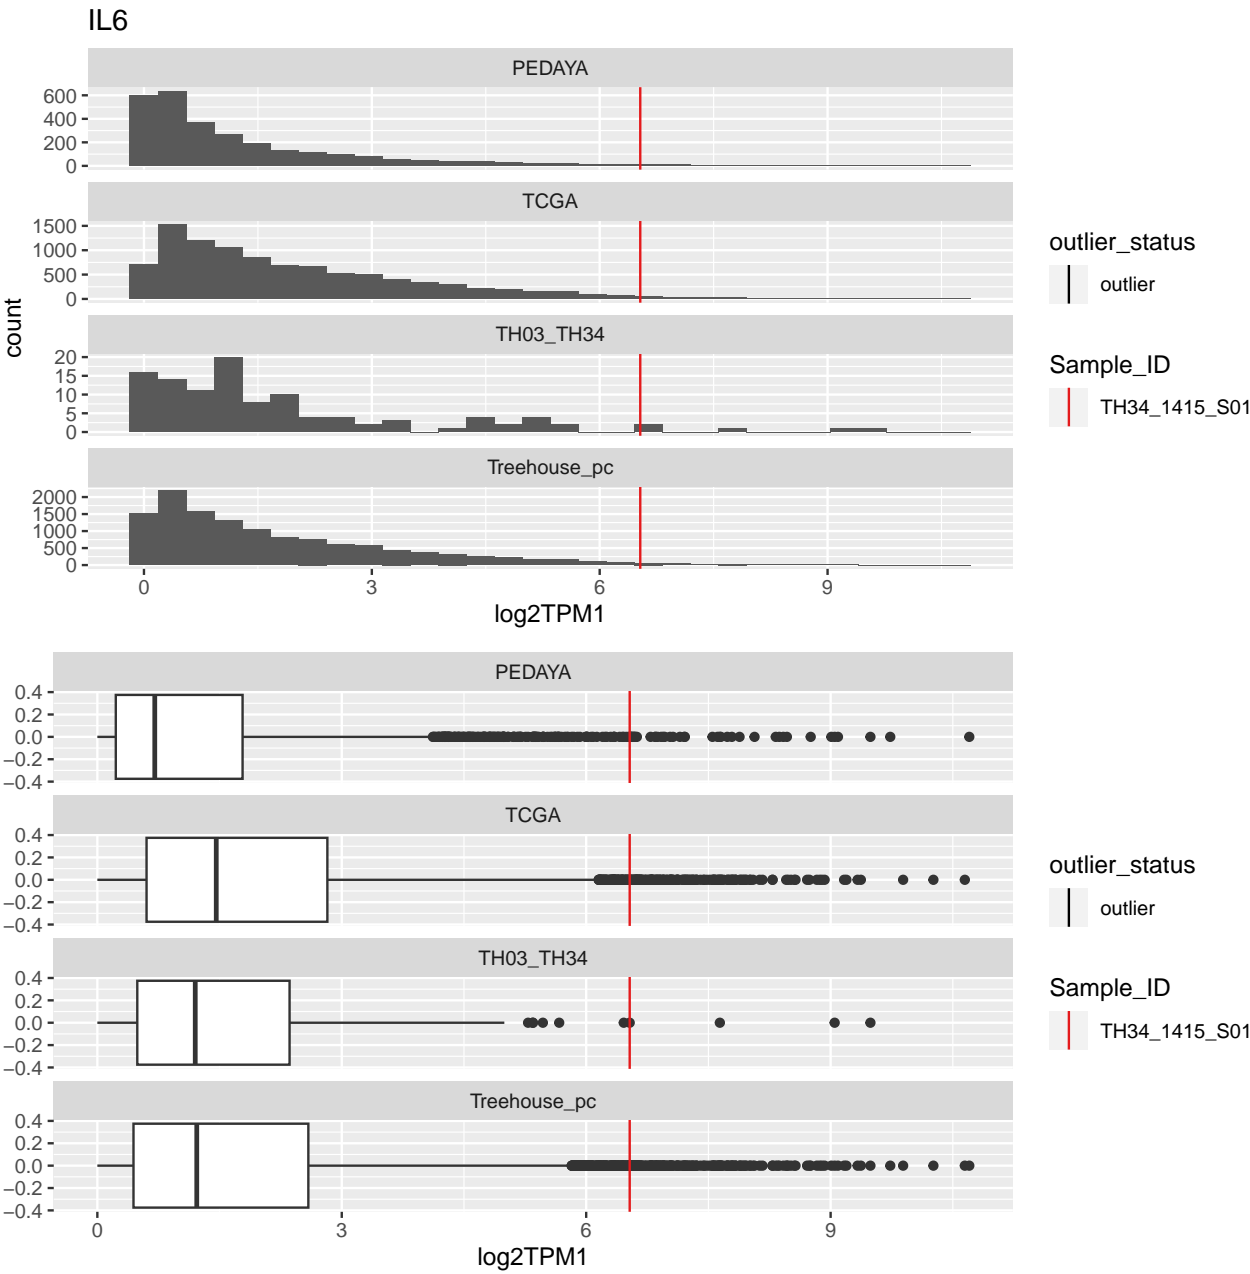 IL6
PEDAYA
600
400
200
0
TCGA
1500
1000
500
0
TH03_TH34
20
15
10
5
0
Treehouse_pc
2000
1500
1000
500
0
0 3 6 9
log2TPM1
count
outlier_status
outlier
Sample_ID
TH34_1415_S01
PEDAYA
0.4
0.2
0.0
−0.2
−0.4
TCGA
0.4
0.2
0.0
−0.2
−0.4
TH03_TH34
0.4
0.2
0.0
−0.2
−0.4
Treehouse_pc
0.4
0.2
0.0
−0.2
−0.4
0 3 6 9
log2TPM1
outlier_status
outlier
Sample_ID
TH34_1415_S01